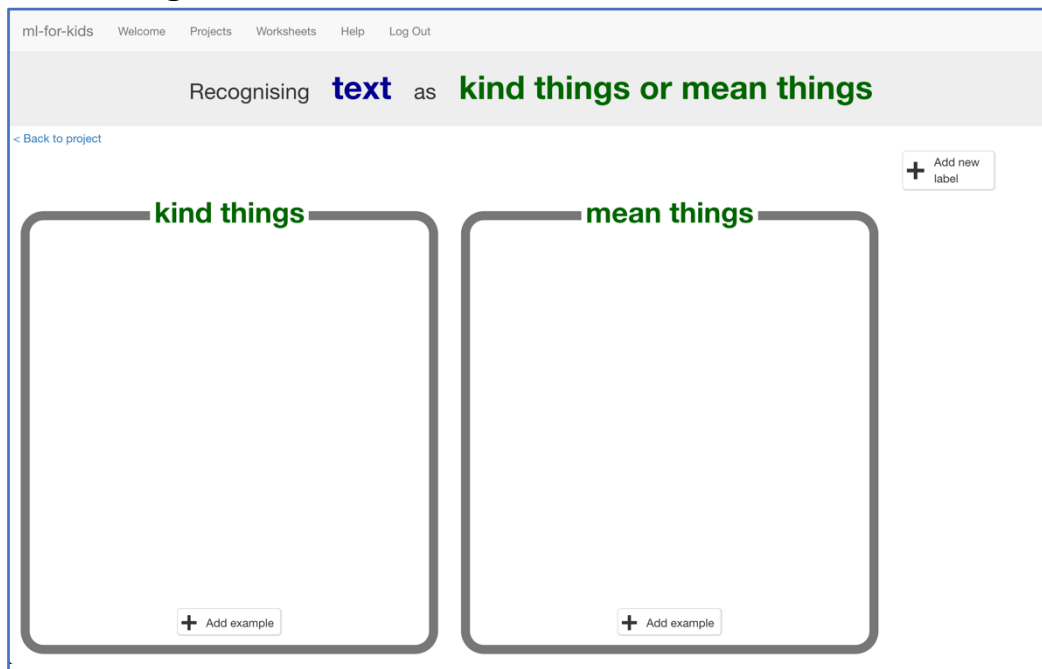 ml-for-kids Welcome Projects Worksheets Help Log Out
Recognising text as kind things or mean things
< Back to project
Add new
label
kind things mean things
Add example Add example